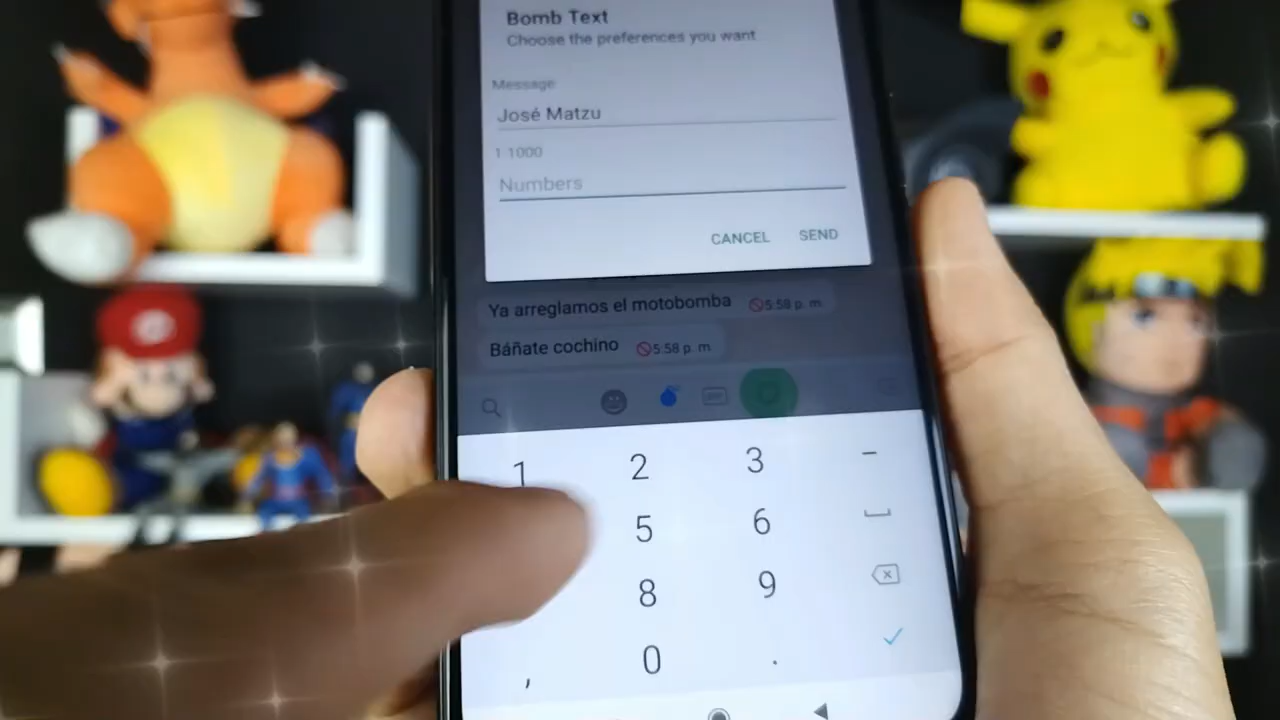 Bomb Text
Choose the preferences you want
Message
José Matzu
1 1000
Numbers
CANCEL SEND
Ya arreglamos el motobomba 5:58 p. m.
Báñate cochino 5:58 p. m.
GIF
1 2 3 -
5 6
8 9
, 0 .